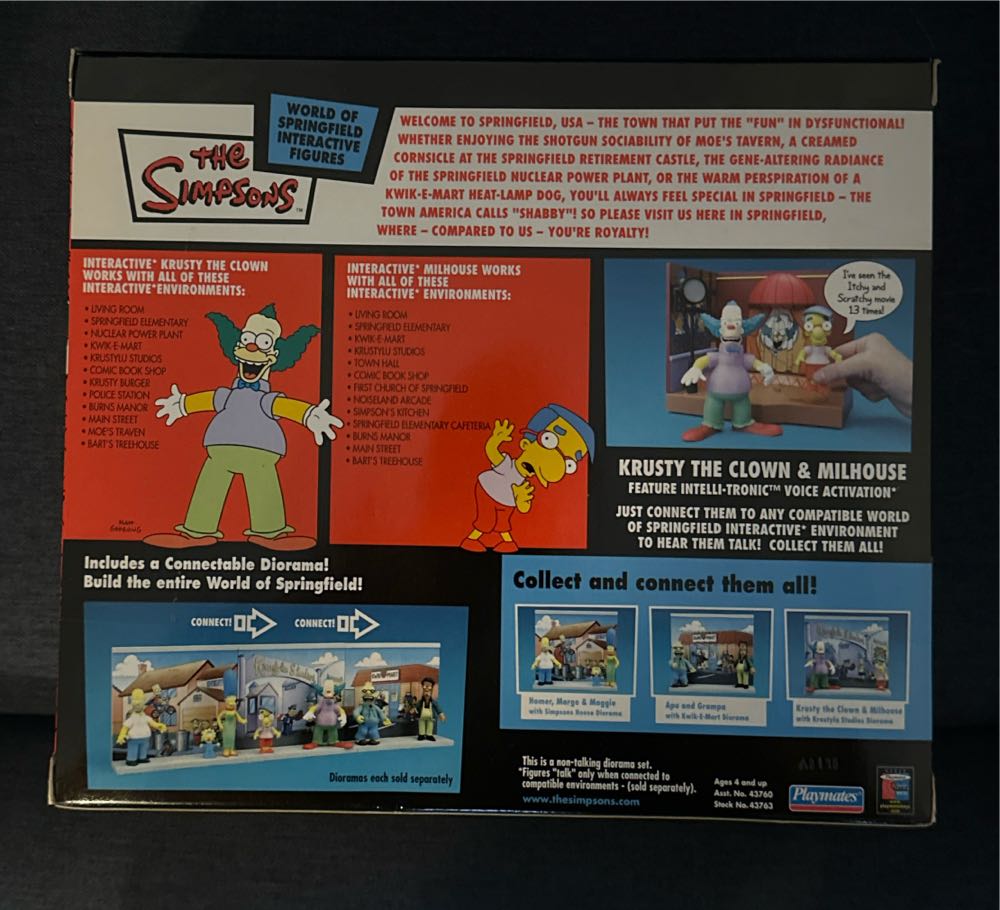 THE
SIMPSONS™
WORLD OF
SPRINGFIELD
INTERACTIVE
FIGURES
WELCOME TO SPRINGFIELD, USA – THE TOWN THAT PUT THE "FUN" IN DYSFUNCTIONAL!
WHETHER ENJOYING THE SHOTGUN SOCIABILITY OF MOE'S TAVERN, A CREAMED
CORNSICLE AT THE SPRINGFIELD RETIREMENT CASTLE, THE GENE-ALTERING RADIANCE
OF THE SPRINGFIELD NUCLEAR POWER PLANT, OR THE WARM PERSPIRATION OF A
KWIK-E-MART HEAT-LAMP DOG, YOU'LL ALWAYS FEEL SPECIAL IN SPRINGFIELD – THE
TOWN AMERICA CALLS "SHABBY"! SO PLEASE VISIT US HERE IN SPRINGFIELD,
WHERE – COMPARED TO US – YOU'RE ROYALTY!
INTERACTIVE* KRUSTY THE CLOWN
WORKS WITH ALL OF THESE
INTERACTIVE* ENVIRONMENTS:
• LIVING ROOM
• SPRINGFIELD ELEMENTARY
• NUCLEAR POWER PLANT
• KWIK-E-MART
• KRUSTYLU STUDIOS
• COMIC BOOK SHOP
• KRUSTY BURGER
• POLICE STATION
• BURNS MANOR
• MAIN STREET
• MOE'S TRAVEN
• BART'S TREEHOUSE
MATT
GROENING
INTERACTIVE* MILHOUSE WORKS
WITH ALL OF THESE
INTERACTIVE* ENVIRONMENTS:
• LIVING ROOM
• SPRINGFIELD ELEMENTARY
• KWIK-E-MART
• KRUSTYLU STUDIOS
• TOWN HALL
• COMIC BOOK SHOP
• FIRST CHURCH OF SPRINGFIELD
• NOISELAND ARCADE
• SIMPSON'S KITCHEN
• SPRINGFIELD ELEMENTARY CAFETERIA
• BURNS MANOR
• MAIN STREET
• BART'S TREEHOUSE
I've seen the
Itchy and
Scratchy movie
13 times!
KRUSTY THE CLOWN & MILHOUSE
FEATURE INTELLI-TRONIC™ VOICE ACTIVATION*
JUST CONNECT THEM TO ANY COMPATIBLE WORLD
OF SPRINGFIELD INTERACTIVE* ENVIRONMENT
TO HEAR THEM TALK! COLLECT THEM ALL!
Includes a Connectable Diorama!
Build the entire World of Springfield!
CONNECT!
CONNECT!
KWIK-E-MART
Dioramas each sold separately
Collect and connect them all!
Homer, Marge & Maggie
with Simpsons House Diorama
Apu and Grampa
with Kwik-E-Mart Diorama
Krusty the Clown & Milhouse
with Krustylu Studios Diorama
This is a non-talking diorama set.
*Figures "talk" only when connected to
compatible environments - (sold separately).
www.thesimpsons.com
Ages 4 and up
Asst. No. 43760
Stock No. 43763
Playmates